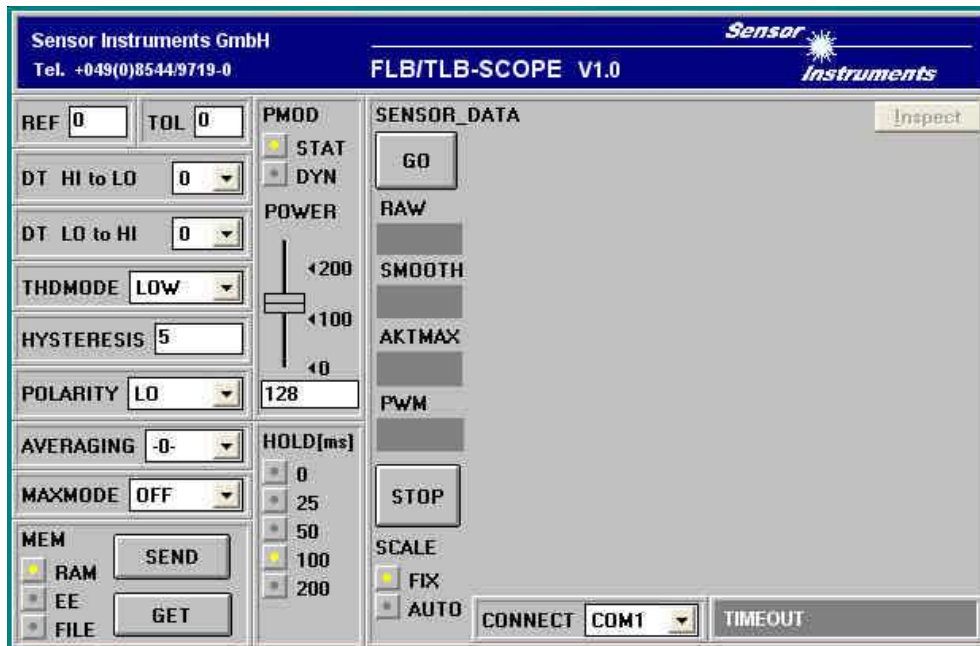 Sensor Instruments GmbH
Tel. +049(0)8544/9719-0
FLB/TLB-SCOPE V1.0
Sensor
Instruments
REF 0
TOL 0
DT HI to LO 0
DT LO to HI 0
THDMODE LOW
HYSTERESIS 5
POLARITY LO
AVERAGING -0-
MAXMODE OFF
MEM
RAM
EE
FILE
SEND
GET
PMOD
STAT
DYN
POWER
200
100
0
128
HOLD[ms]
0
25
50
100
200
SENSOR_DATA
GO
RAW
SMOOTH
AKTMAX
PWM
STOP
SCALE
FIX
AUTO
Inspect
CONNECT COM1
TIMEOUT